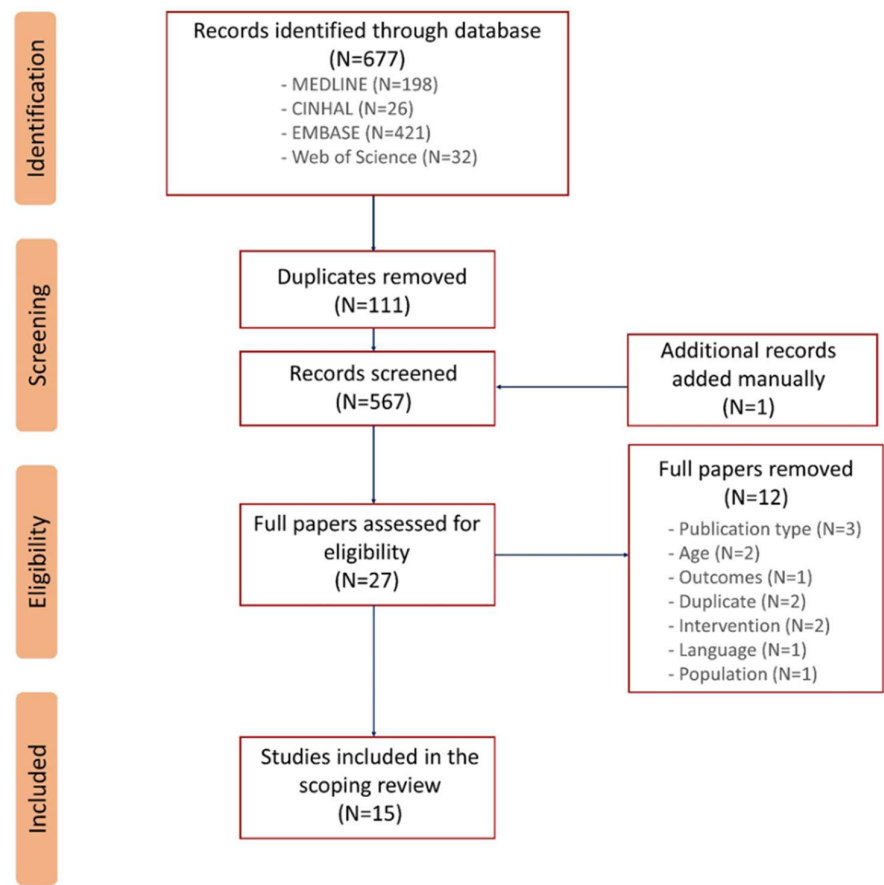 Identification
Records identified through database
(N=677)
- MEDLINE (N=198)
- CINHAL (N=26)
- EMBASE (N=421)
- Web of Science (N=32)
Screening
Duplicates removed
(N=111)
Records screened
(N=567)
Additional records
added manually
(N=1)
Eligibility
Full papers assessed for
eligibility
(N=27)
Full papers removed
(N=12)
- Publication type (N=3)
- Age (N=2)
- Outcomes (N=1)
- Duplicate (N=2)
- Intervention (N=2)
- Language (N=1)
- Population (N=1)
Included
Studies included in the
scoping review
(N=15)